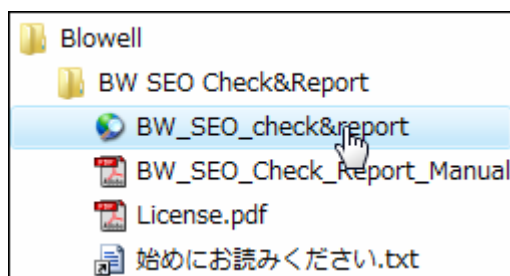 Blowell
BW SEO Check&Report
BW_SEO_check&report
BW_SEO_Check_Report_Manual
License.pdf
始めにお読みください.txt